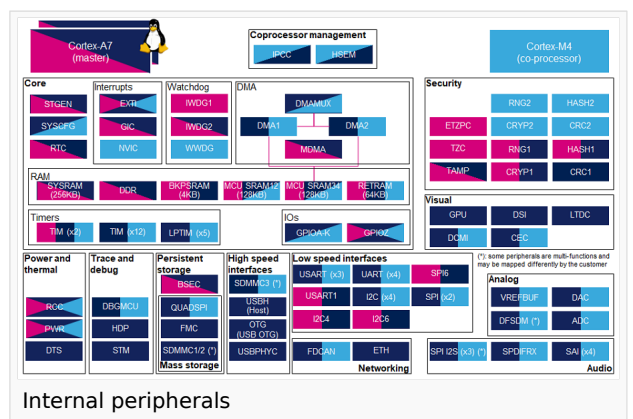 Cortex-A7
(master)
Coprocessor management
IPCC
HSEM
Cortex-M4
(co-processor)
Core
STGEN
SYSCFG
RTC
Interrupts
EXTI
GIC
NVIC
Watchdog
IWDG1
IWDG2
WWDG
DMA
DMAMUX
DMA1
DMA2
MDMA
Security
RNG2
HASH2
ETZPC
CRYP2
CRC2
TZC
RNG1
HASH1
TAMP
CRYP1
CRC1
RAM
SYSRAM
(256KB)
DDR
BKPSRAM
(4KB)
MCU SRAM12
(128KB)
MCU SRAM34
(128KB)
RETRAM
(64KB)
Timers
TIM (x2)
TIM (x12)
LPTIM (x5)
IOs
GPIOA-K
GPIOZ
Visual
GPU
DSI
LTDC
DCMI
CEC
(*): some peripherals are multi-functions and
may be mapped differently by the customer
Power and
thermal
RCC
PWR
DTS
Trace and
debug
DBGMCU
HDP
STM
Persistent
storage
BSEC
QUADSPI
FMC
SDMMC1/2 (*)
Mass storage
High speed
interfaces
SDMMC3 (*)
USBH
(Host)
OTG
(USB OTG)
USBPHYC
Low speed interfaces
USART (x3)
UART (x4)
SPI6
USART1
I2C (x4)
SPI (x2)
I2C4
I2C6
FDCAN
ETH
Networking
Analog
VREFBUF
DAC
DFSDM (*)
ADC
SPI I2S (x3) (*)
SPDIFRX
SAI (x4)
Audio
Internal peripherals